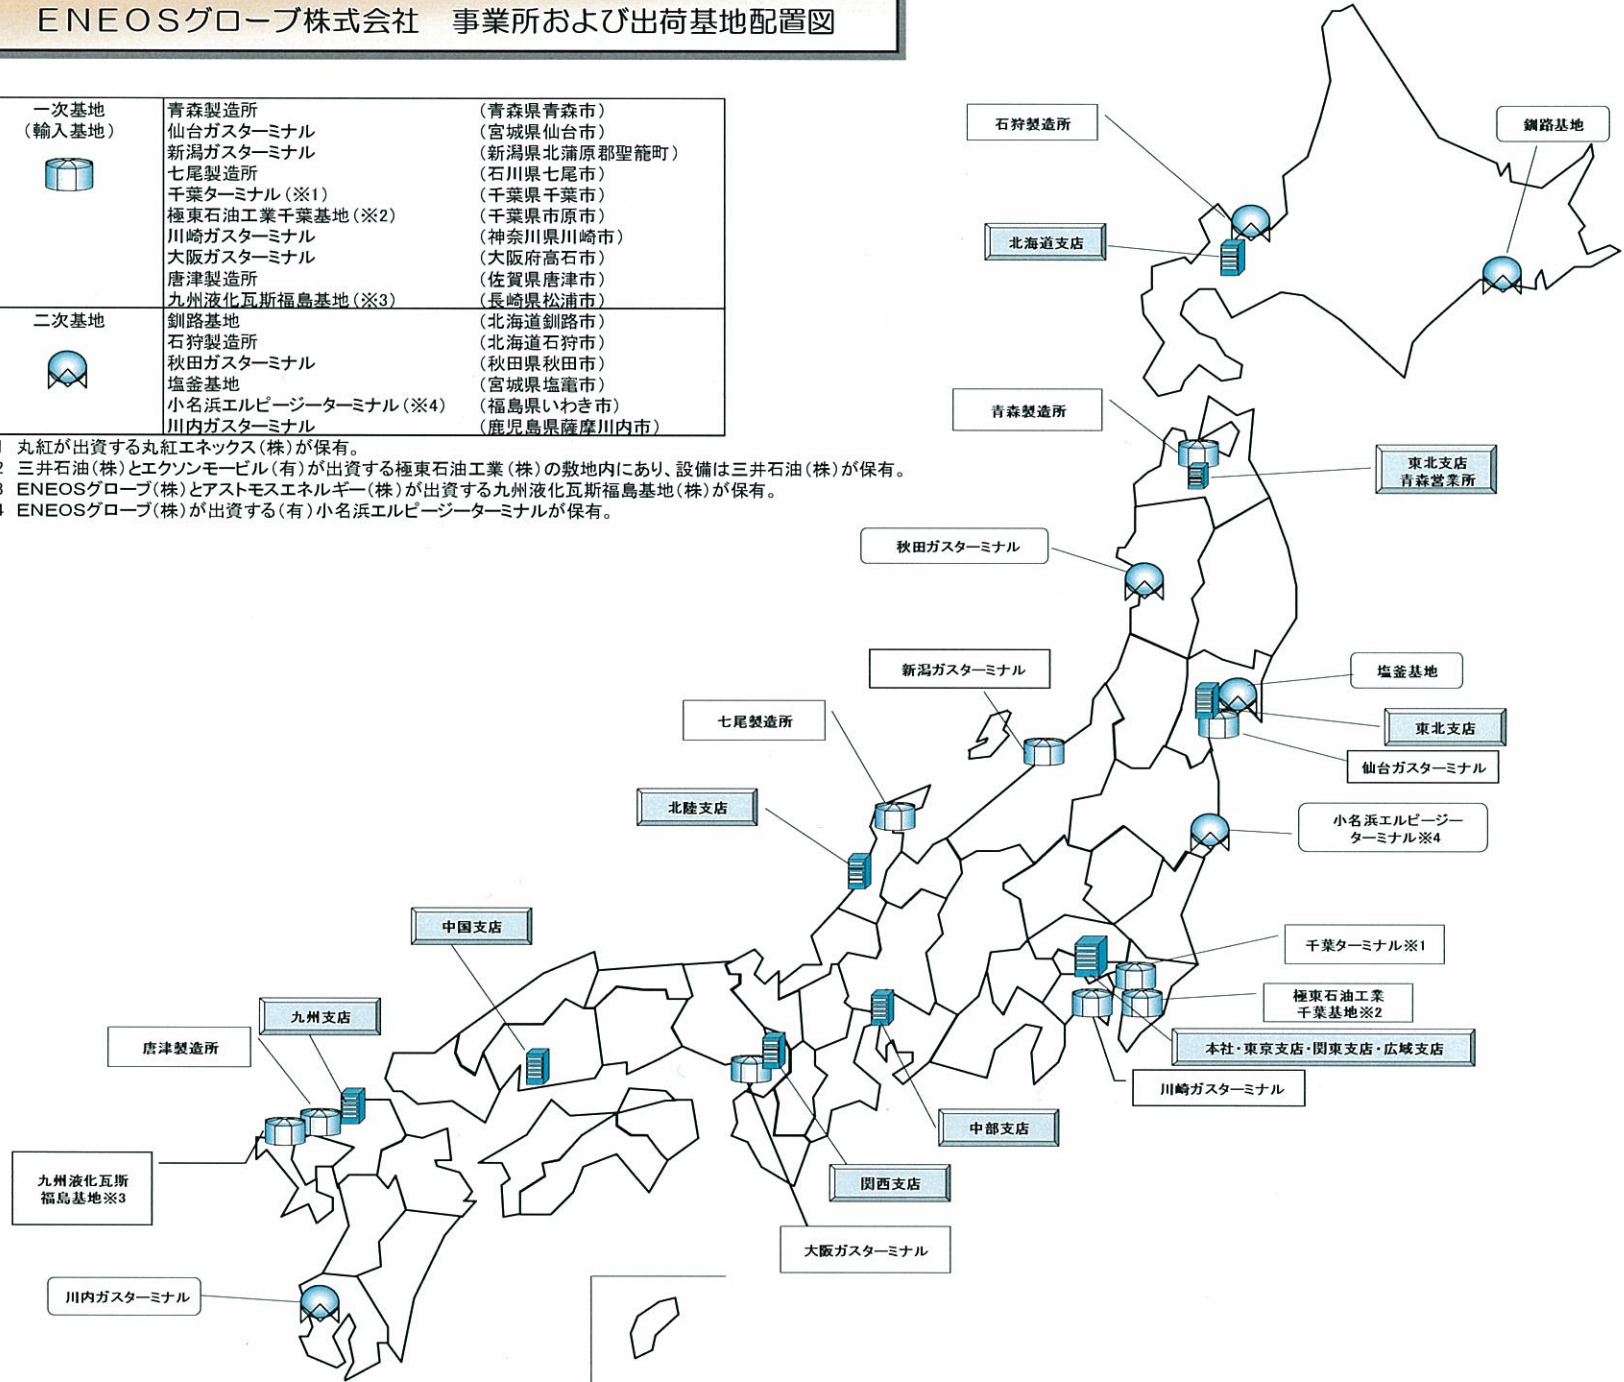 ENEOSグローブ株式会社 事業所および出荷基地配置図
一次基地
(輸入基地)
青森製造所 (青森県青森市)
仙台ガスターミナル (宮城県仙台市)
新潟ガスターミナル (新潟県北蒲原郡聖籠町)
七尾製造所 (石川県七尾市)
千葉ターミナル(※1) (千葉県千葉市)
極東石油工業千葉基地(※2) (千葉県市原市)
川崎ガスターミナル (神奈川県川崎市)
大阪ガスターミナル (大阪府高石市)
唐津製造所 (佐賀県唐津市)
九州液化瓦斯福島基地(※3) (長崎県松浦市)
二次基地
釧路基地 (北海道釧路市)
石狩製造所 (北海道石狩市)
秋田ガスターミナル (秋田県秋田市)
塩釜基地 (宮城県塩竈市)
小名浜エルピージーターミナル(※4) (福島県いわき市)
川内ガスターミナル (鹿児島県薩摩川内市)
丸紅が出資する丸紅エネックス(株)が保有。
2 三井石油(株)とエクソンモービル(有)が出資する極東石油工業(株)の敷地内にあり、設備は三井石油(株)が保有。
3 ENEOSグローブ(株)とアストモスエネルギー(株)が出資する九州液化瓦斯福島基地(株)が保有。
4 ENEOSグローブ(株)が出資する(有)小名浜エルピージーターミナルが保有。
石狩製造所
釧路基地
北海道支店
青森製造所
東北支店
青森営業所
秋田ガスターミナル
新潟ガスターミナル
塩釜基地
七尾製造所
東北支店
仙台ガスターミナル
北陸支店
小名浜エルピージー
ターミナル※4
中国支店
千葉ターミナル※1
極東石油工業
千葉基地※2
九州支店
唐津製造所
本社・東京支店・関東支店・広域支店
川崎ガスターミナル
中部支店
九州液化瓦斯
福島基地※3
関西支店
大阪ガスターミナル
川内ガスターミナル